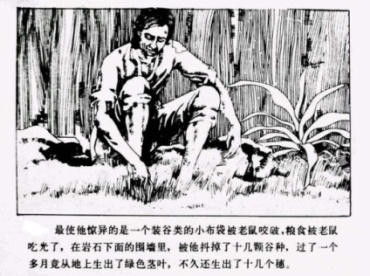 最使他惊异的是一个装谷类的小布袋被老鼠咬破，粮食被老鼠
吃光了，在岩石下面的围墙里，被他抖掉了十几颗谷种，过了一个
多月竟从地上生出了绿色茎叶，不久还生出了十几个穗。